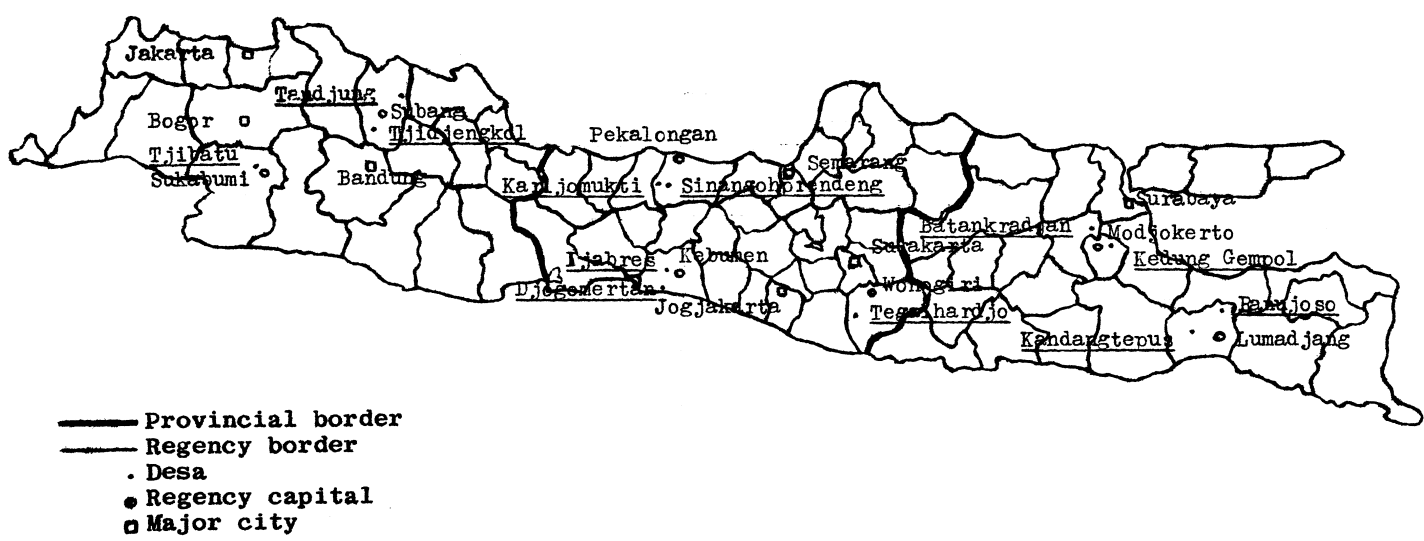 Jakarta
Tandjung
Subang
Bogor
Tjidjengkol
Pekalongan
Tjibatu
Semarang
Sukabumi
Bandung
Karijomukti
Sinangohprendeng
Surabaya
Batankradjan
Modjokerto
Surakarta
Kebumen
Kedung Gempol
Tjabres
Djogomertan
Wonogiri
Jogjakarta
Tegalhardjo
Ranujoso
Kandangtepus
Lumadjang
Provincial border
Regency border
Desa
Regency capital
Major city